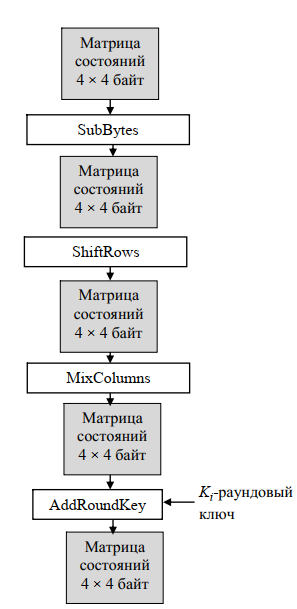 Матрица
состояний
4 × 4 байт
SubBytes
Матрица
состояний
4 × 4 байт
ShiftRows
Матрица
состояний
4 × 4 байт
MixColumns
Матрица
состояний
4 × 4 байт
AddRoundKey
K_i-раундовый
ключ
Матрица
состояний
4 × 4 байт